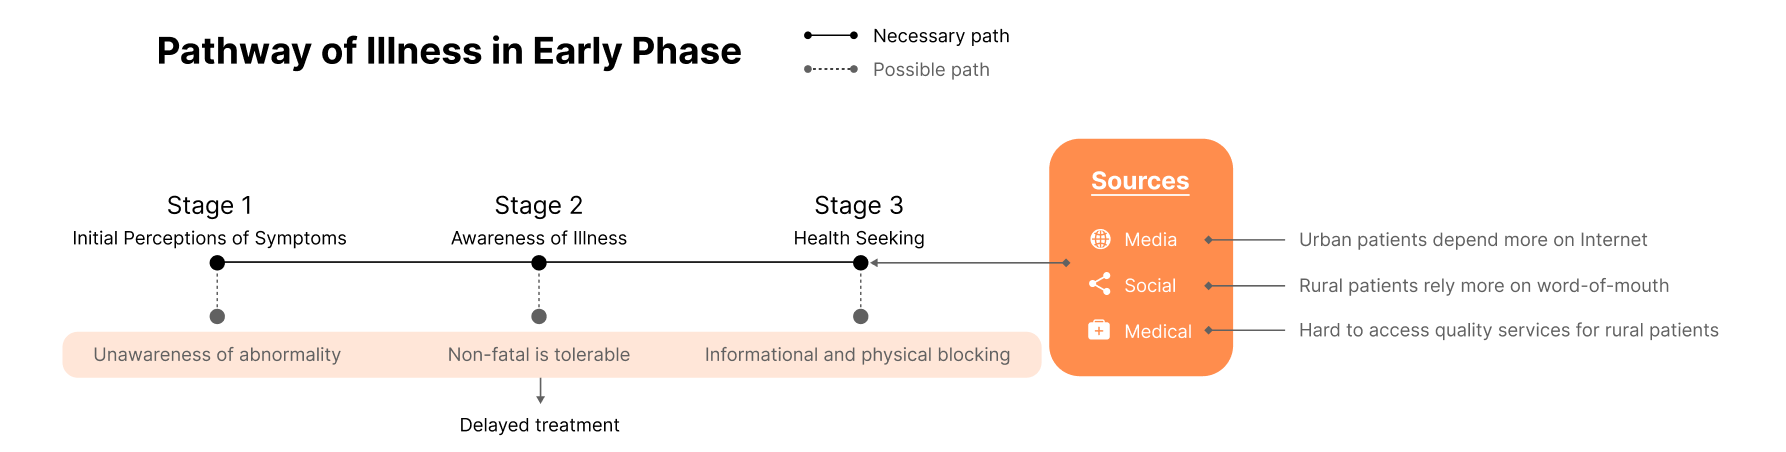 Pathway of Illness in Early Phase
Necessary path
Possible path
Stage 1
Initial Perceptions of Symptoms
Stage 2
Awareness of Illness
Stage 3
Health Seeking
Unawareness of abnormality
Non-fatal is tolerable
Informational and physical blocking
Delayed treatment
Sources
Media
Urban patients depend more on Internet
Social
Rural patients rely more on word-of-mouth
Medical
Hard to access quality services for rural patients